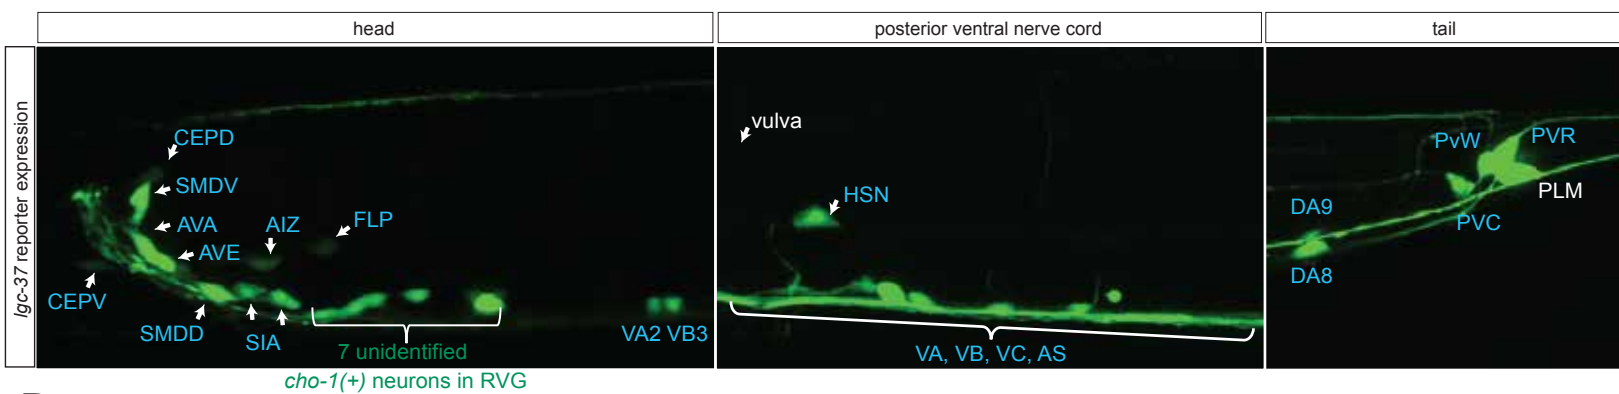 head
posterior ventral nerve cord
tail
lgc-37 reporter expression
CEPD
SMDV
AVA
AIZ
FLP
AVE
CEPV
SMDD
SIA
7 unidentified
cho-1(+) neurons in RVG
VA2 VB3
vulva
HSN
VA, VB, VC, AS
PvW
PVR
PLM
DA9
PVC
DA8